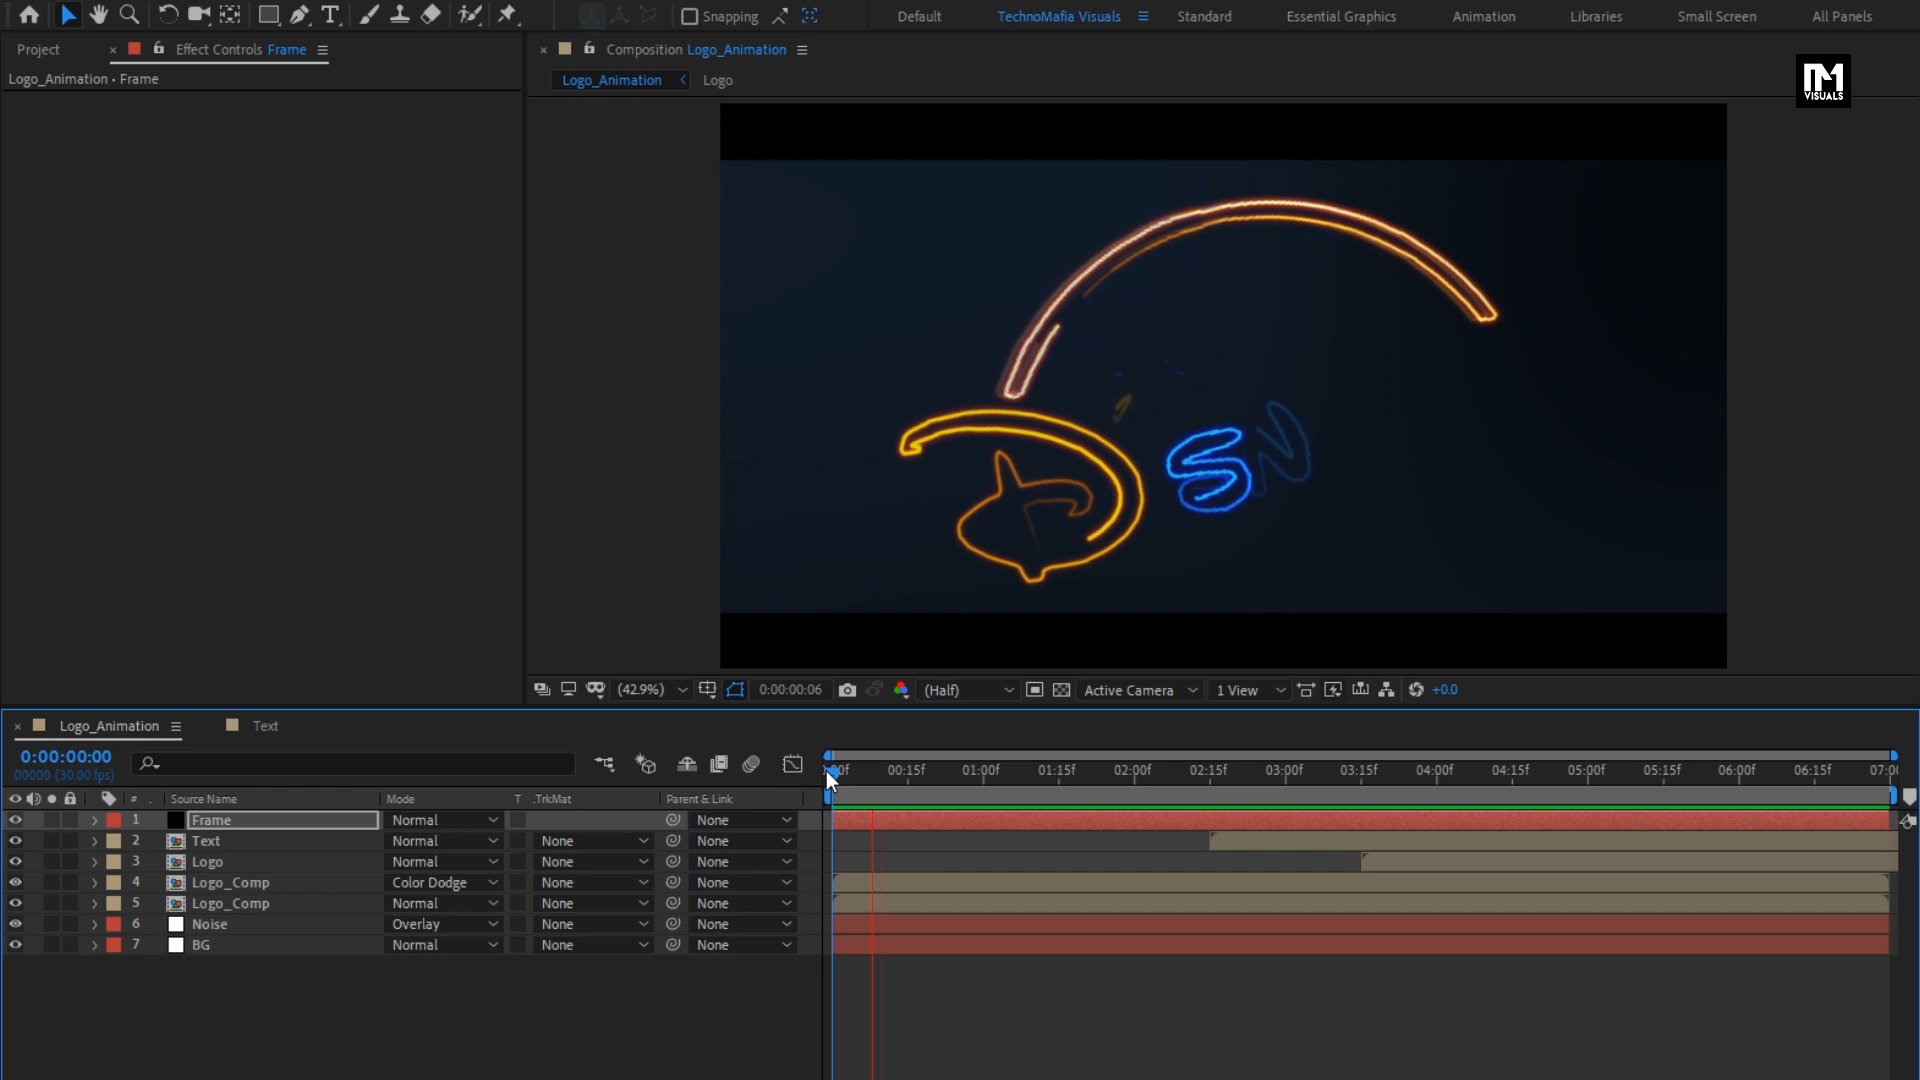 Snapping
Default
TechnoMafia Visuals
Standard
Essential Graphics
Animation
Libraries
Small Screen
All Panels
Project
× Effect Controls Frame
× Composition Logo_Animation
Logo_Animation • Frame
Logo_Animation
Logo
VISUALS
(42.9%)
0:00:00:06
(Half)
Active Camera
1 View
+0.0
× Logo_Animation
Text
0:00:00:00
00000 (30.00 fps)
00:15f 01:00f 01:15f 02:00f 02:15f 03:00f 03:15f 04:00f 04:15f 05:00f 05:15f 06:00f 06:15f
# Source Name Mode T .TrkMat Parent & Link
1 Frame Normal None
2 Text Normal None None
3 Logo Normal None None
4 Logo_Comp Color Dodge None None
5 Logo_Comp Normal None None
6 Noise Overlay None None
7 BG Normal None None